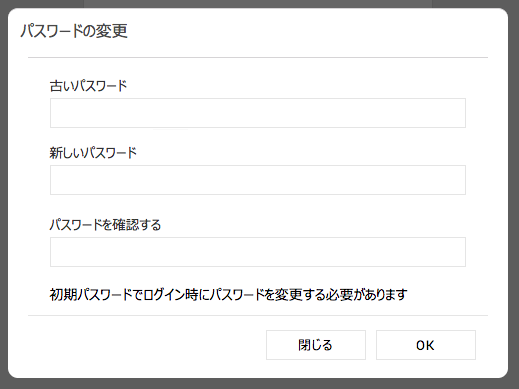 パスワードの変更
古いパスワード
新しいパスワード
パスワードを確認する
初期パスワードでログイン時にパスワードを変更する必要があります
閉じる
OK